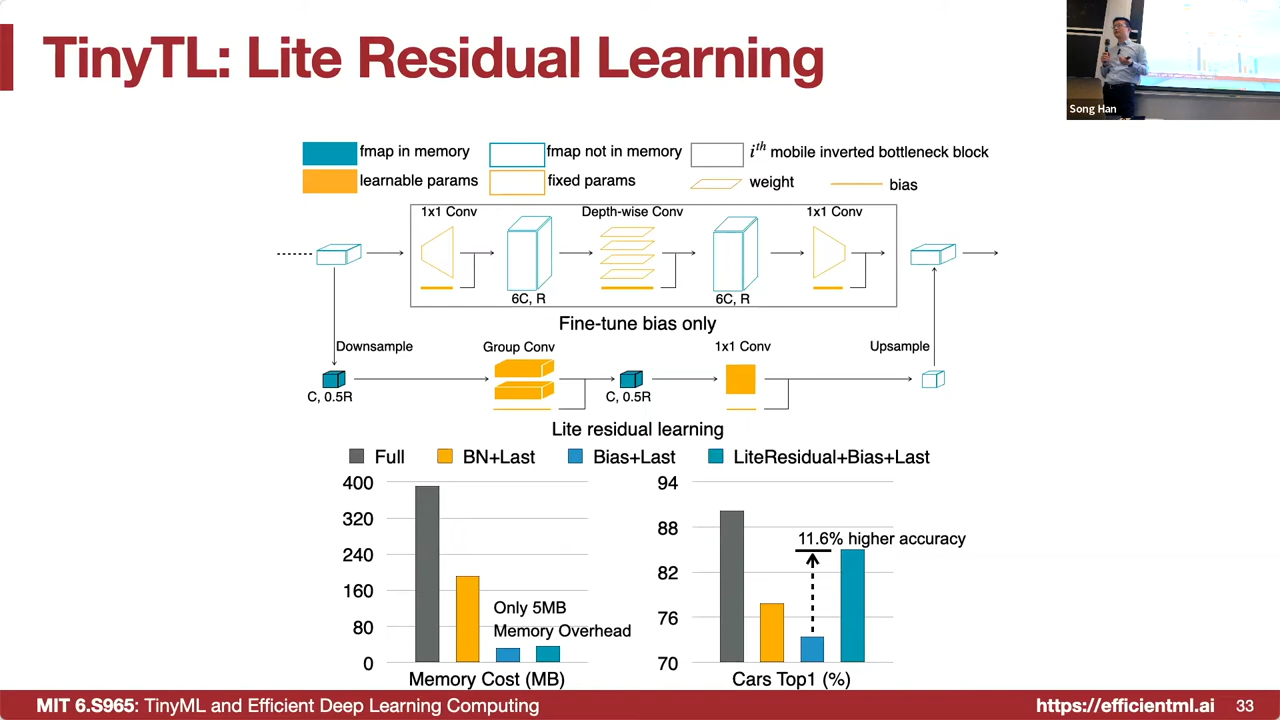 TinyTL: Lite Residual Learning
Song Han
fmap in memory
fmap not in memory
iᵗʰ mobile inverted bottleneck block
learnable params
fixed params
weight
bias
1x1 Conv
Depth-wise Conv
1x1 Conv
6C, R
6C, R
Fine-tune bias only
Downsample
Group Conv
1x1 Conv
Upsample
C, 0.5R
C, 0.5R
Lite residual learning
Full
BN+Last
Bias+Last
LiteResidual+Bias+Last
400
320
240
160
80
0
Only 5MB
Memory Overhead
Memory Cost (MB)
94
88
82
76
70
11.6% higher accuracy
Cars Top1 (%)
MIT 6.S965: TinyML and Efficient Deep Learning Computing
https://efficientml.ai
33